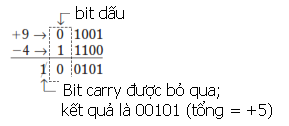 bit dấu
+9 → 0 1001
−4 → 1 1100
1 0 0101
Bit carry được bỏ qua;
kết quả là 00101 (tổng = +5)